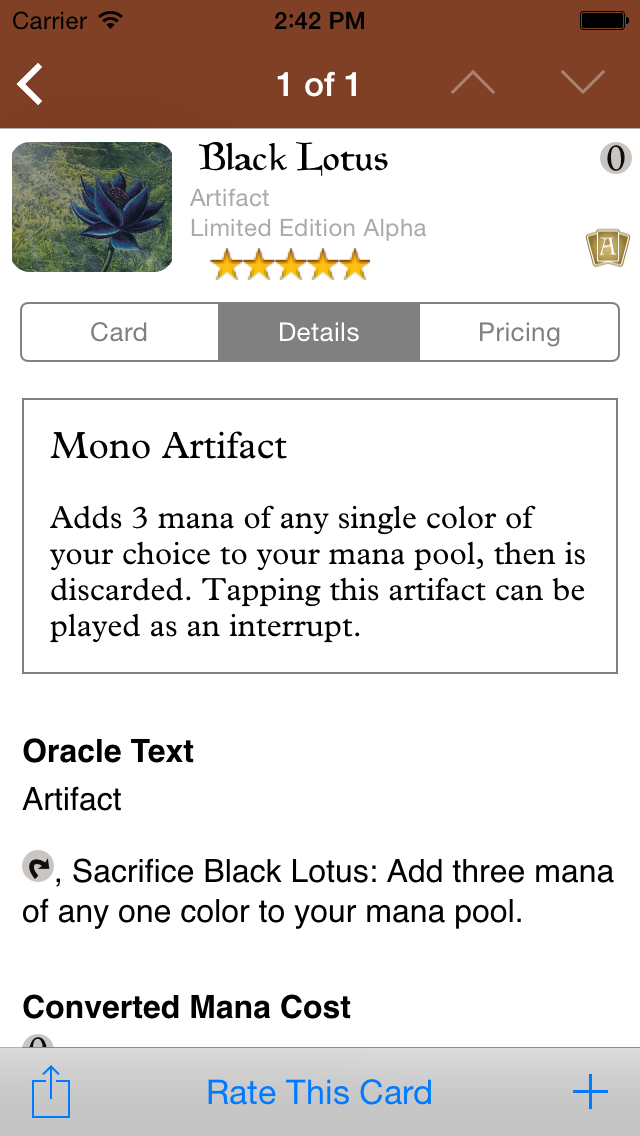 Carrier 2:42 PM
1 of 1
Black Lotus 0
Artifact
Limited Edition Alpha
A
Card Details Pricing
Mono Artifact
Adds 3 mana of any single color of
your choice to your mana pool, then is
discarded. Tapping this artifact can be
played as an interrupt.
Oracle Text
Artifact
, Sacrifice Black Lotus: Add three mana
of any one color to your mana pool.
Converted Mana Cost
0
Rate This Card